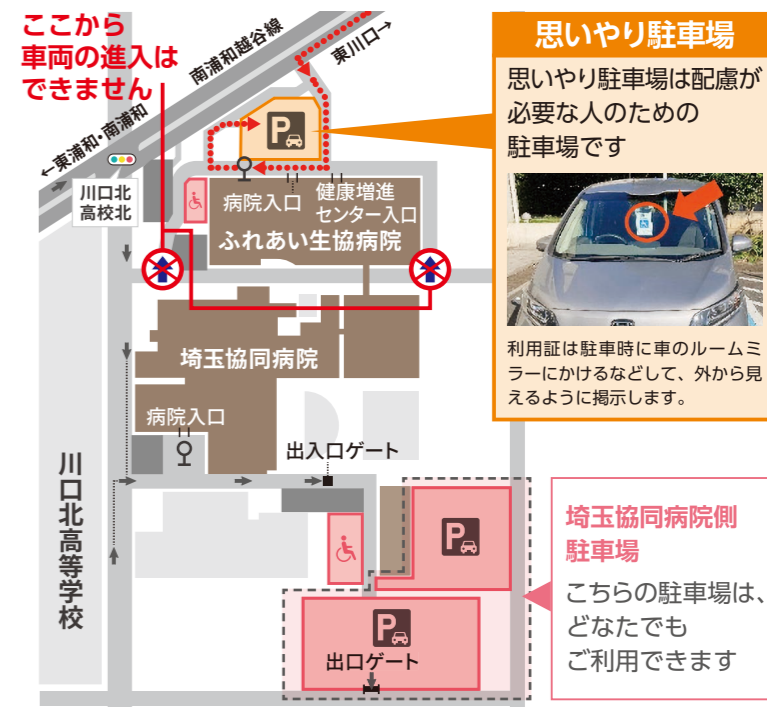 ここから
車両の進入は
できません
南浦和越谷線
東川口→
←東浦和・南浦和
川口北
高校北
P
病院入口
健康増進
センター入口
ふれあい生協病院
埼玉協同病院
病院入口
出入口ゲート
川口北高等学校
P
P
出口ゲート
思いやり駐車場
思いやり駐車場は配慮が
必要な人のための
駐車場です
利用証は駐車時に車のルームミ
ラーにかけるなどして、外から見
えるように掲示します。
埼玉協同病院側
駐車場
こちらの駐車場は、
どなたでも
ご利用できます